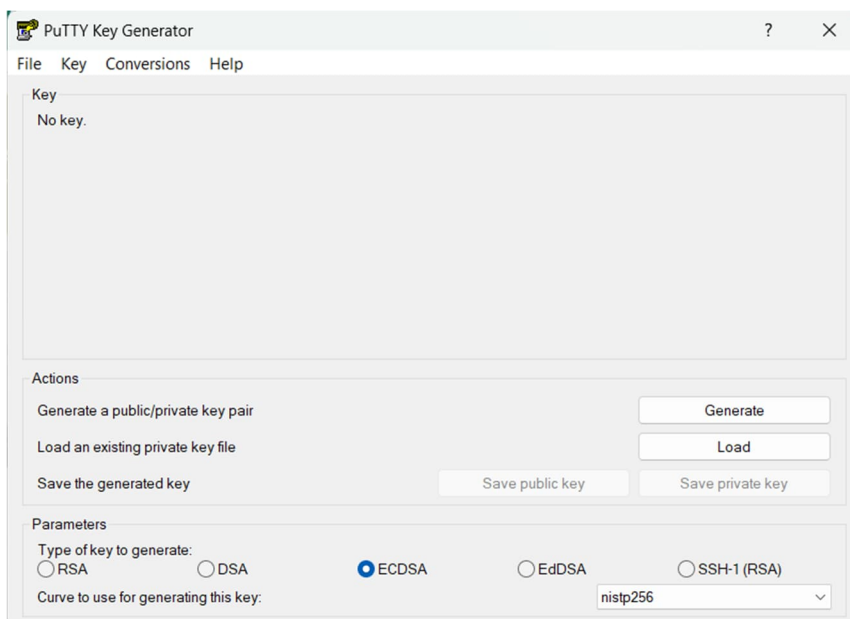 PuTTY Key Generator ?
File Key Conversions Help
Key
No key.
Actions
Generate a public/private key pair Generate
Load an existing private key file Load
Save the generated key Save public key Save private key
Parameters
Type of key to generate:
RSA DSA ECDSA EdDSA SSH-1 (RSA)
Curve to use for generating this key: nistp256